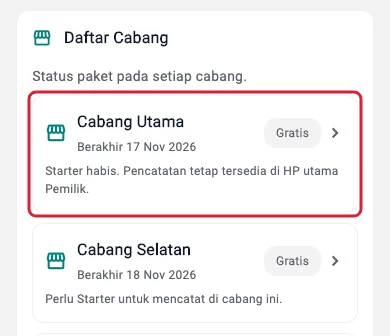 Daftar Cabang
Status paket pada setiap cabang.
Cabang Utama
Berakhir 17 Nov 2026
Gratis
Starter habis. Pencatatan tetap tersedia di HP utama
Pemilik.
Cabang Selatan
Berakhir 18 Nov 2026
Gratis
Perlu Starter untuk mencatat di cabang ini.